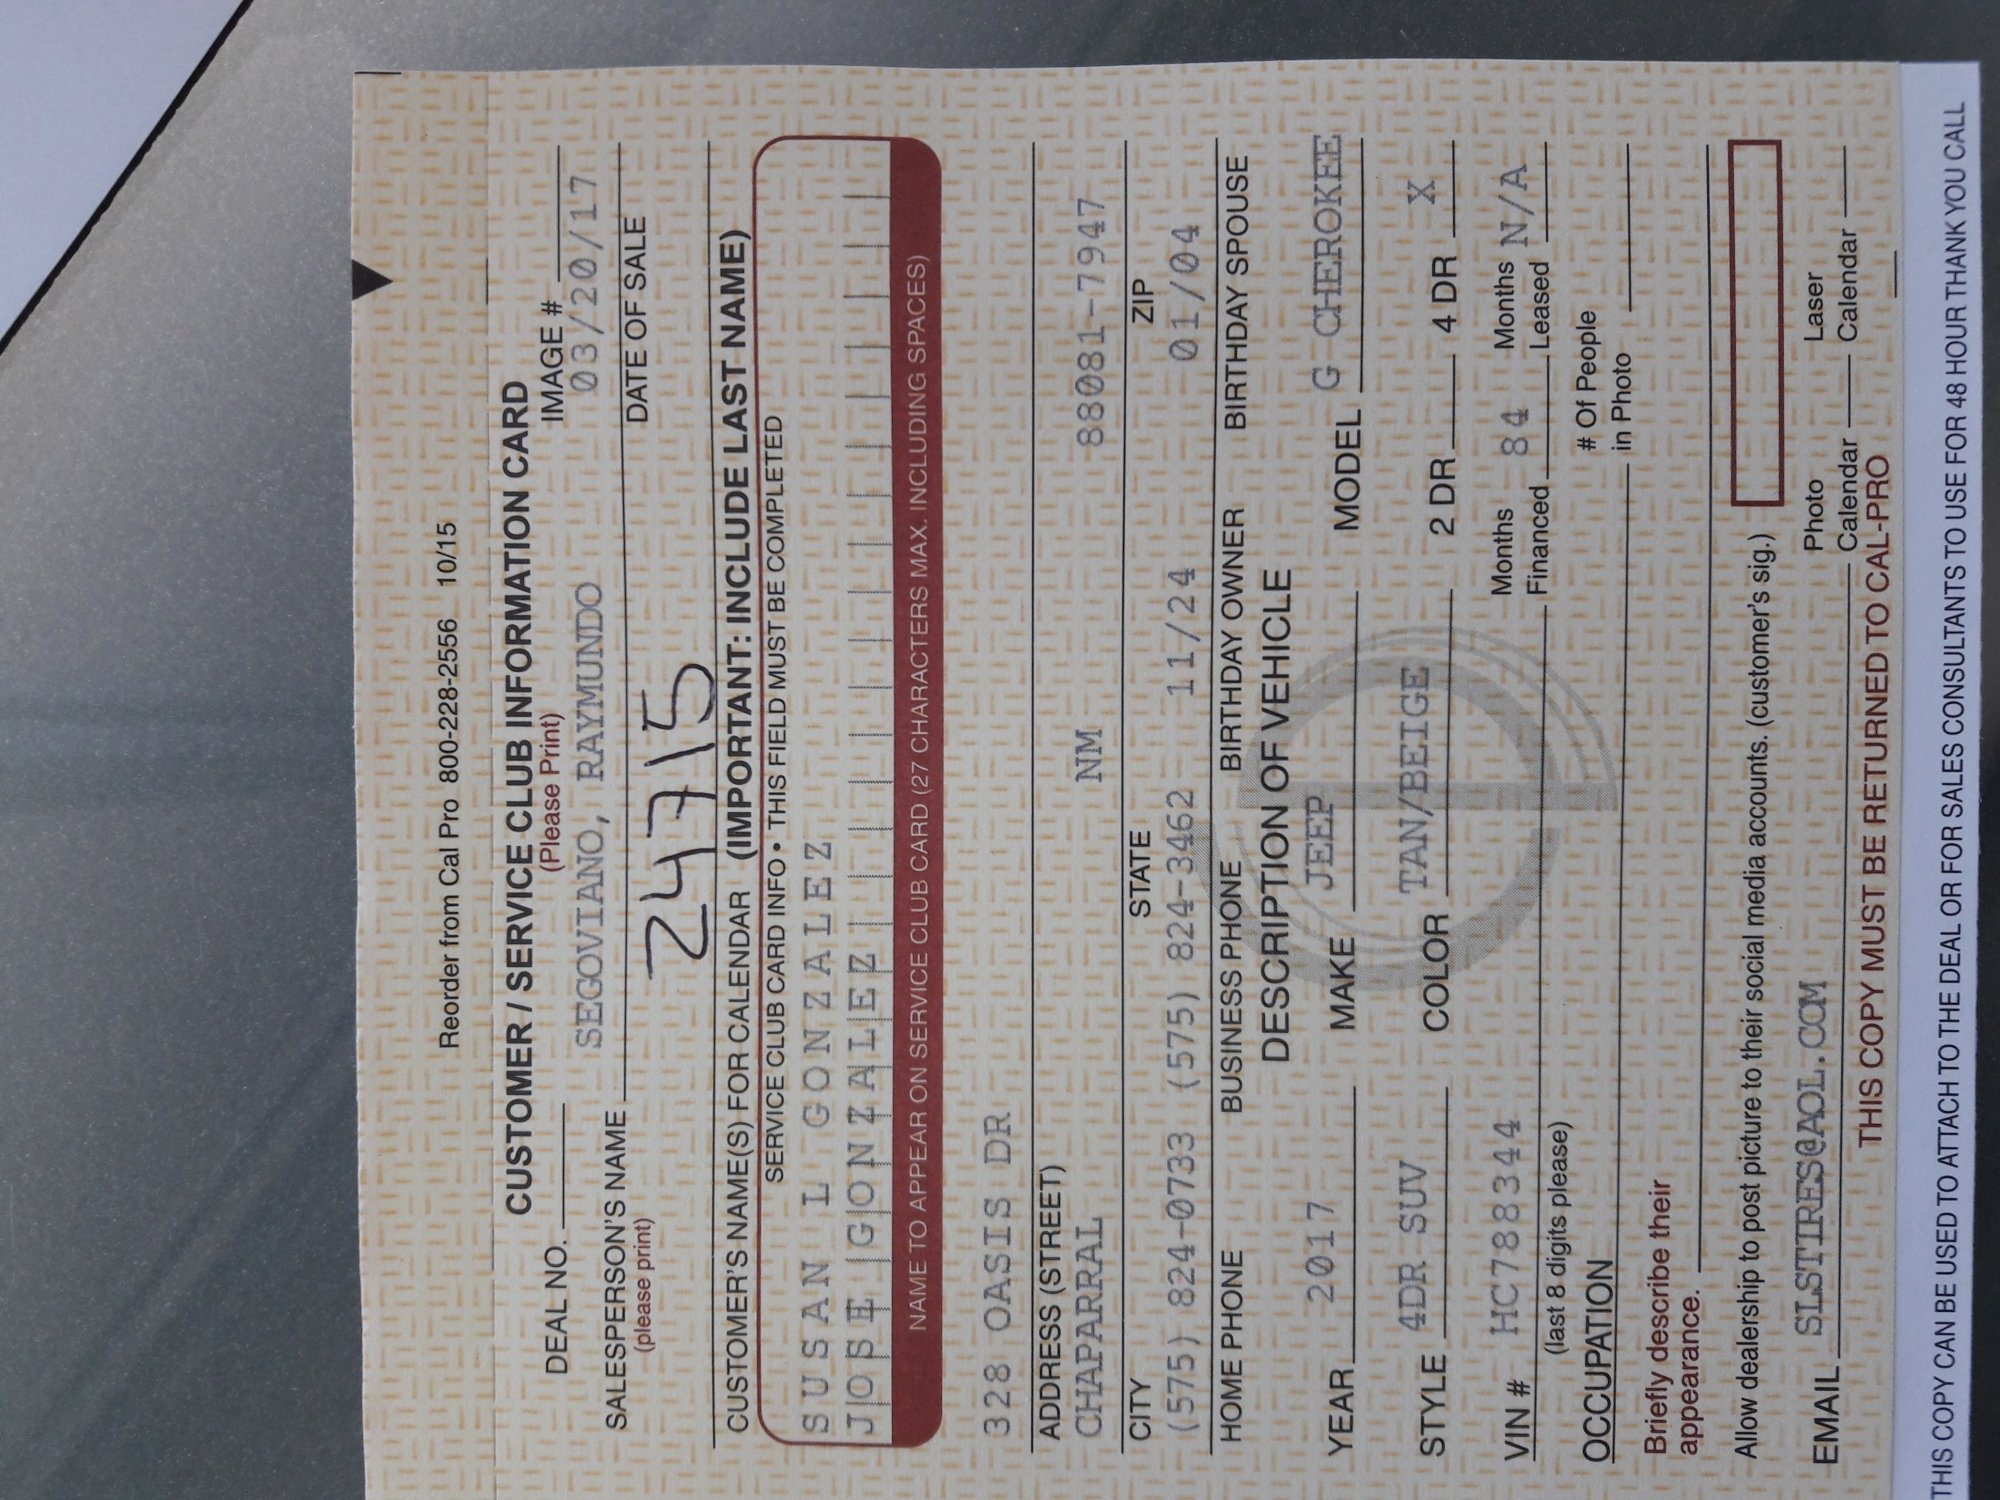 Reorder from Cal Pro 800-228-2556 10/15
CUSTOMER / SERVICE CLUB INFORMATION CARD
(Please Print)
DEAL NO. IMAGE #
SEGOVIANO, RAYMUNDO 03/20/17
SALESPERSON'S NAME DATE OF SALE
(please print)
24715
CUSTOMER'S NAME(S) FOR CALENDAR (IMPORTANT: INCLUDE LAST NAME)
SERVICE CLUB CARD INFO • THIS FIELD MUST BE COMPLETED
SUSAN L GONZALEZ
JOSE GONZALEZ
NAME TO APPEAR ON SERVICE CLUB CARD (27 CHARACTERS MAX. INCLUDING SPACES)
328 OASIS DR
ADDRESS (STREET)
CHAPARRAL NM 88081-7947
CITY STATE ZIP
(575) 824-0733 (575) 824-3462 11/24 01/04
HOME PHONE BUSINESS PHONE BIRTHDAY OWNER BIRTHDAY SPOUSE
DESCRIPTION OF VEHICLE
YEAR 2017 MAKE JEEP MODEL G CHEROKEE
STYLE 4DR SUV COLOR TAN/BEIGE 2 DR 4 DR X
VIN # HC788344 Months Financed 84 Months Leased N/A
(last 8 digits please)
OCCUPATION # Of People in Photo
Briefly describe their
appearance.
Allow dealership to post picture to their social media accounts. (customer's sig.)
EMAIL SLSTIRES@AOL.COM Photo Calendar Laser Calendar
THIS COPY MUST BE RETURNED TO CAL-PRO
THIS COPY CAN BE USED TO ATTACH TO THE DEAL OR FOR SALES CONSULTANTS TO USE FOR 48 HOUR THANK YOU CALL